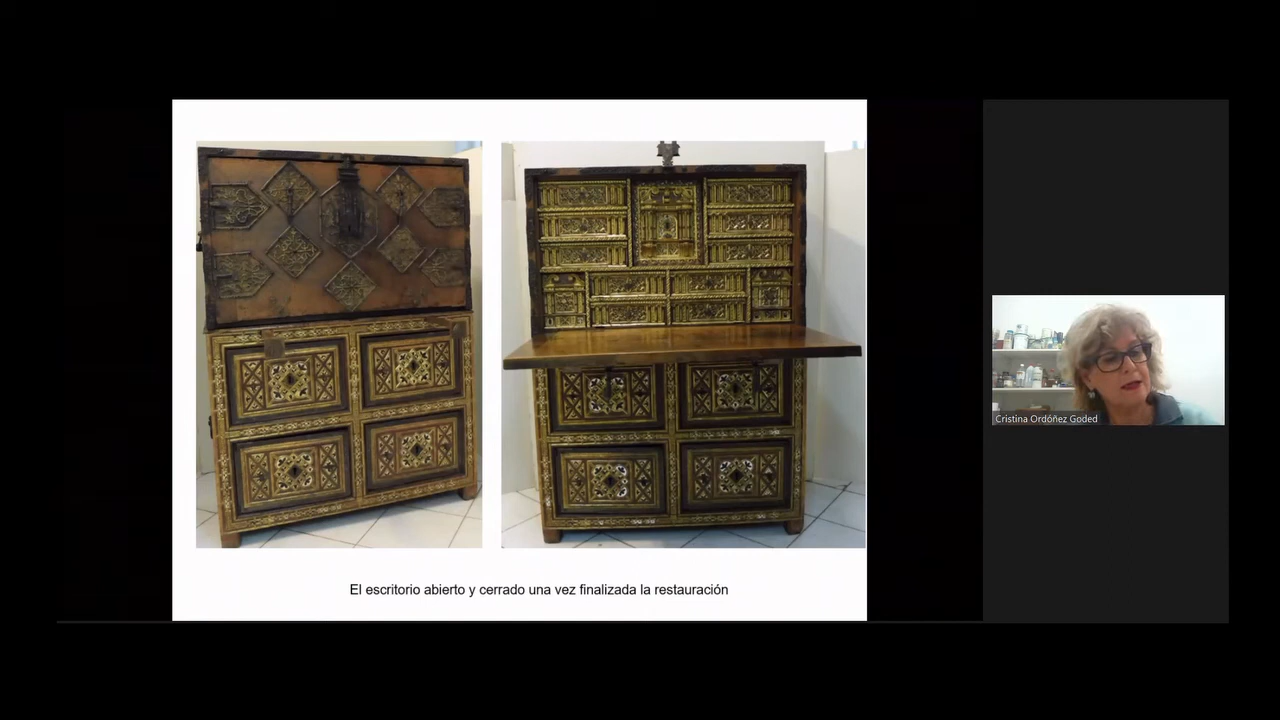 El escritorio abierto y cerrado una vez finalizada la restauración
Cristina Ordóñez Goded